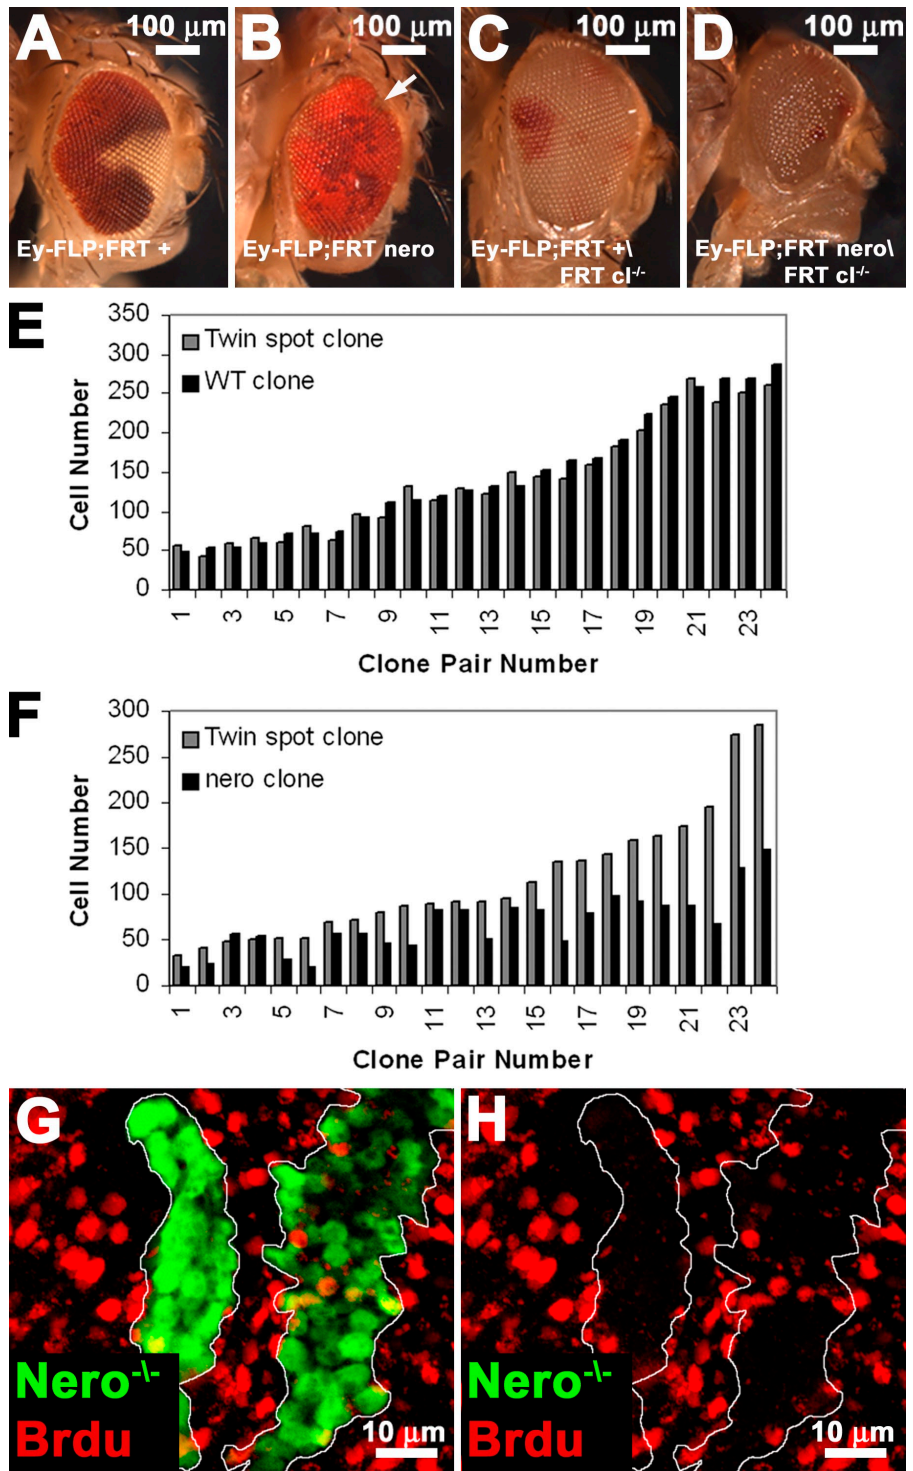 A
100 µm
B
100 µm
C
100 µm
D
100 µm
Ey-FLP;FRT +
Ey-FLP;FRT nero
Ey-FLP;FRT +\
FRT cl-/-
Ey-FLP;FRT nero\
FRT cl-/-
E
350
300
250
200
150
100
50
0
Cell Number
Twin spot clone
WT clone
1 3 5 7 9 11 13 15 17 19 21 23
Clone Pair Number
F
300
250
200
150
100
50
0
Cell Number
Twin spot clone
nero clone
1 3 5 7 9 11 13 15 17 19 21 23
Clone Pair Number
G
Nero-\-
Brdu
10 µm
H
Nero-\-
Brdu
10 µm